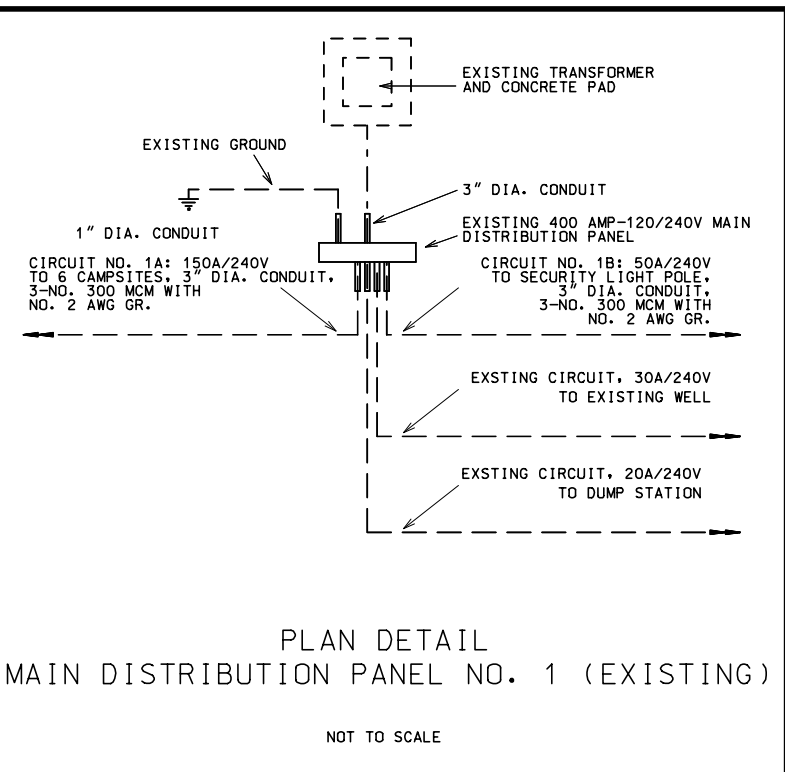 EXISTING TRANSFORMER
AND CONCRETE PAD
EXISTING GROUND
3" DIA. CONDUIT
1" DIA. CONDUIT
EXISTING 400 AMP-120/240V MAIN
DISTRIBUTION PANEL
CIRCUIT NO. 1A: 150A/240V
TO 6 CAMPSITES, 3" DIA. CONDUIT,
3-NO. 300 MCM WITH
NO. 2 AWG GR.
CIRCUIT NO. 1B: 50A/240V
TO SECURITY LIGHT POLE,
3" DIA. CONDUIT,
3-NO. 300 MCM WITH
NO. 2 AWG GR.
EXSTING CIRCUIT, 30A/240V
TO EXISTING WELL
EXSTING CIRCUIT, 20A/240V
TO DUMP STATION
PLAN DETAIL
MAIN DISTRIBUTION PANEL NO. 1 (EXISTING)
NOT TO SCALE